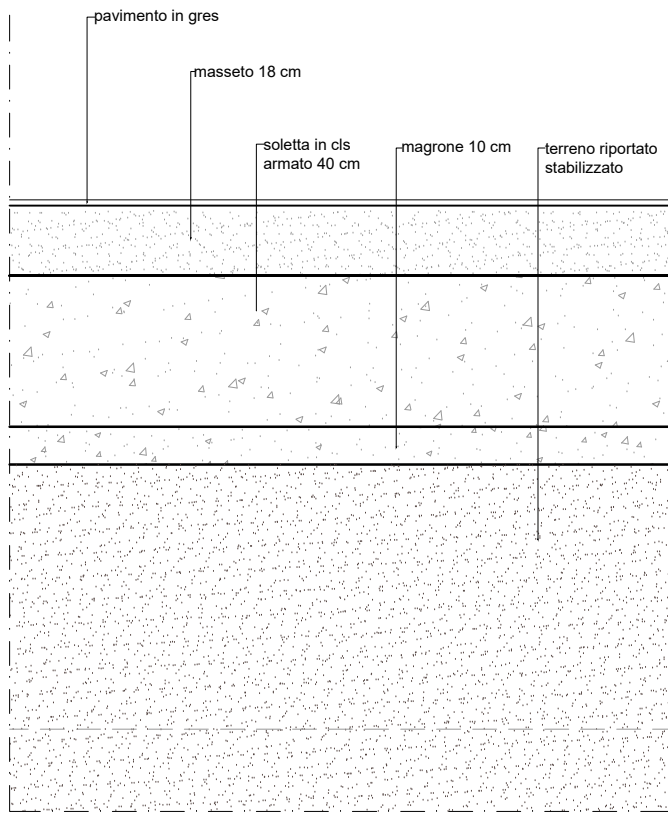 pavimento in gres
masseto 18 cm
soletta in cls
armato 40 cm
magrone 10 cm
terreno riportato
stabilizzato